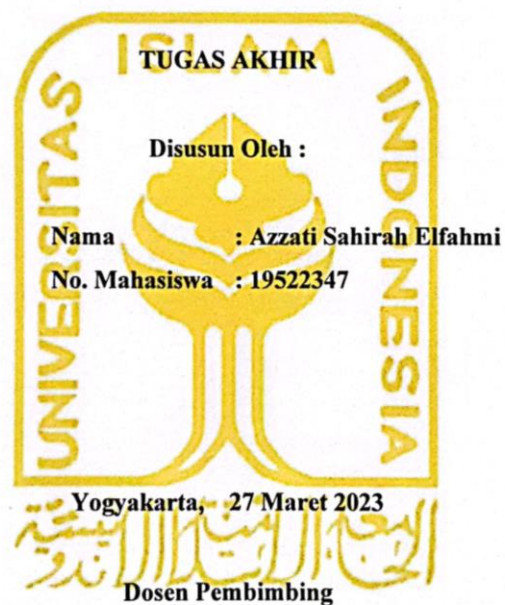 ISLAM
TUGAS AKHIR
UNIVERSITAS
INDONESIA
Disusun Oleh :
Nama : Azzati Sahirah Elfahmi
No. Mahasiswa : 19522347
Yogyakarta, 27 Maret 2023
Dosen Pembimbing